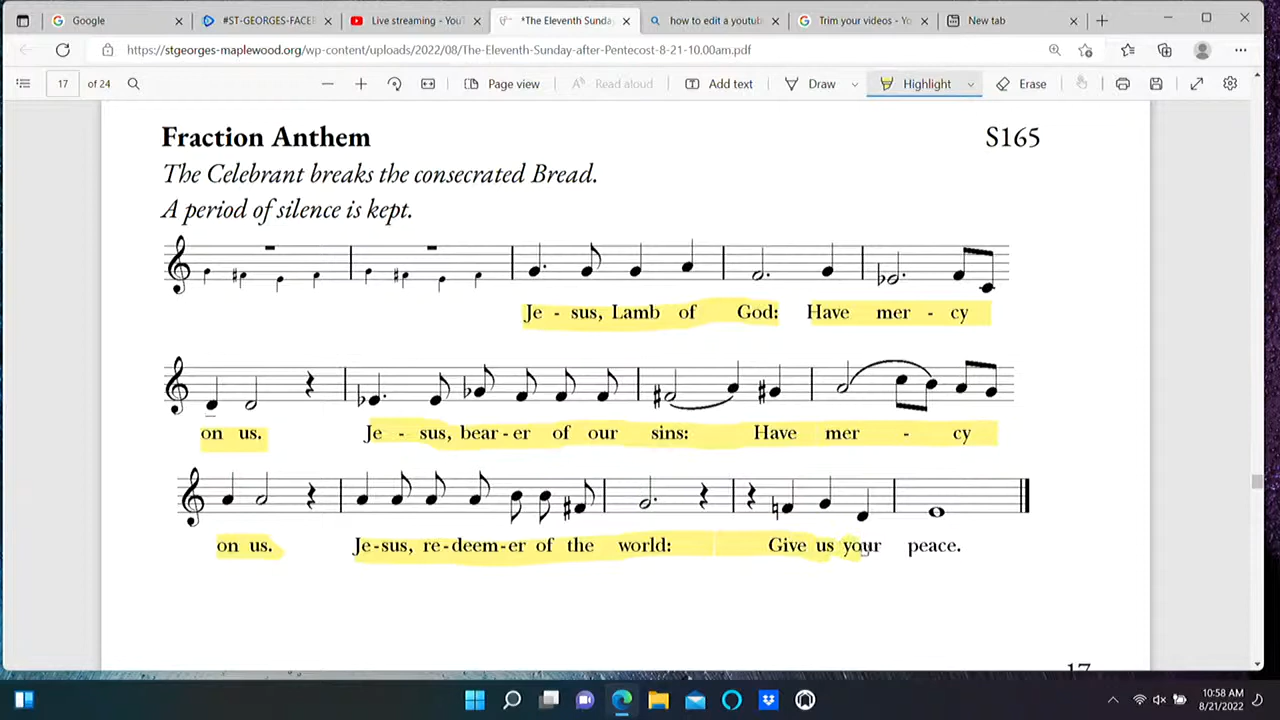 Google
#ST-GEORGES-FACEB
Live streaming - YouT
*The Eleventh Sunda
how to edit a youtub
Trim your videos - Yo
New tab
https://stgeorges-maplewood.org/wp-content/uploads/2022/08/The-Eleventh-Sunday-after-Pentecost-8-21-10.00am.pdf
17 of 24
Page view
Read aloud
Add text
Draw
Highlight
Erase
Fraction Anthem S165
The Celebrant breaks the consecrated Bread.
A period of silence is kept.
Je - sus, Lamb of God: Have mer - cy
on us. Je - sus, bear - er of our sins: Have mer - cy
on us. Je - sus, re - deem - er of the world: Give us your peace.
17
10:58 AM
8/21/2022